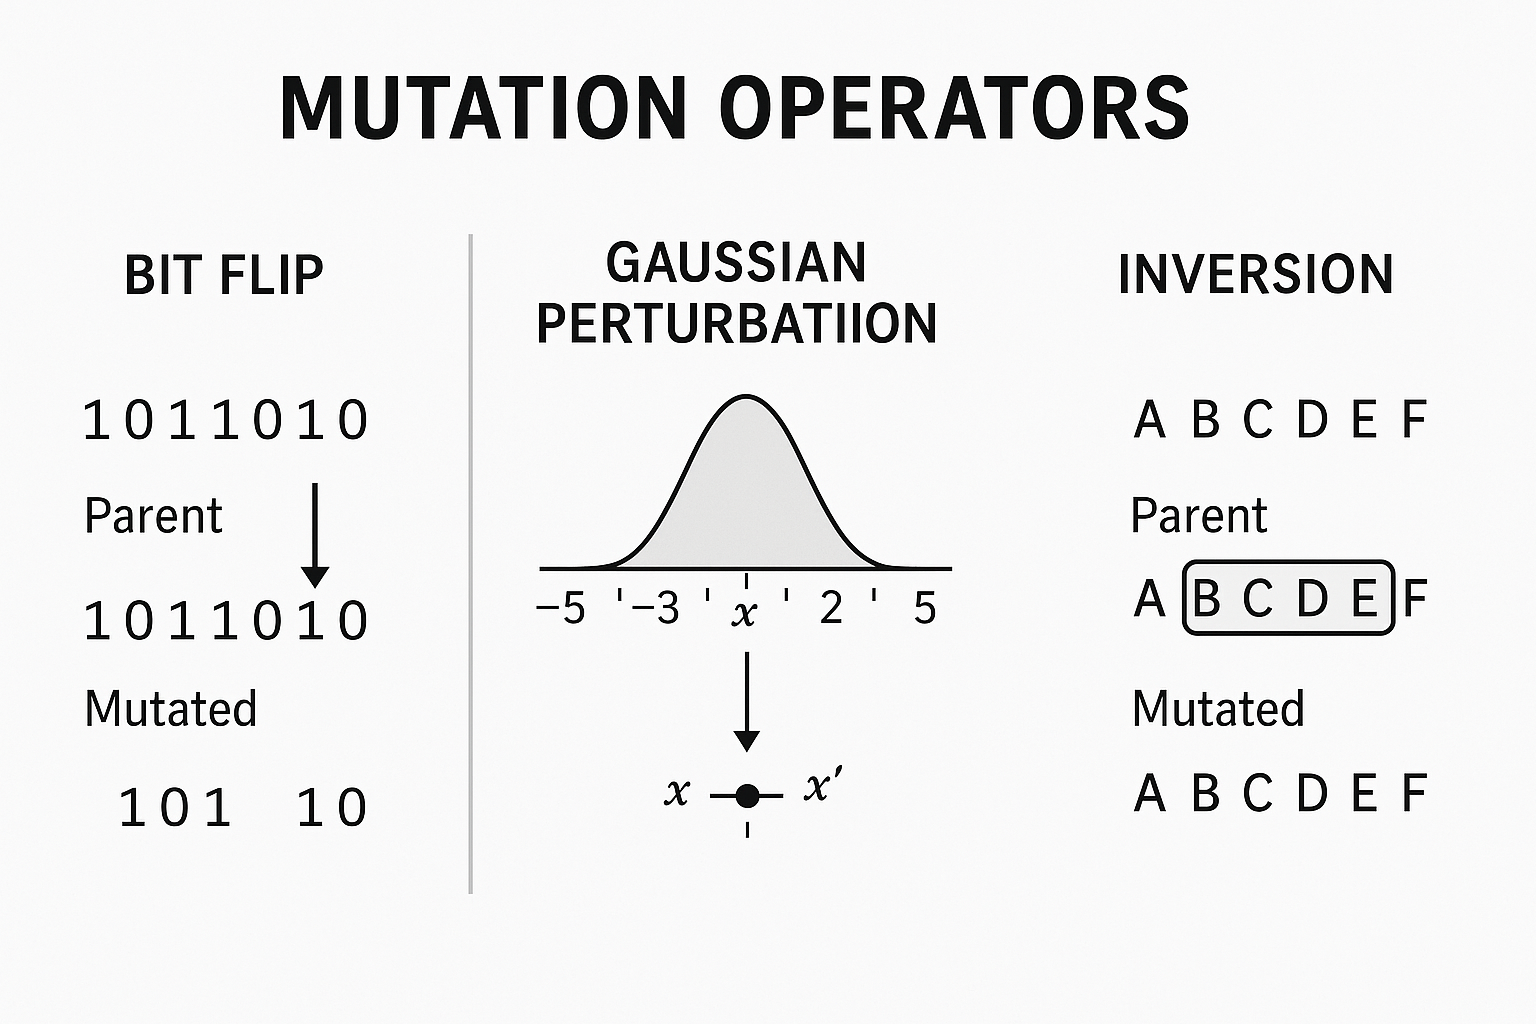 MUTATION OPERATORS
BIT FLIP
1011010
Parent
1011010
Mutated
101 10
GAUSSIAN
PERTURBATIION
−5 −3 x 2 5
x x′
INVERSION
A B C D E F
Parent
A B C D E F
Mutated
A B C D E F